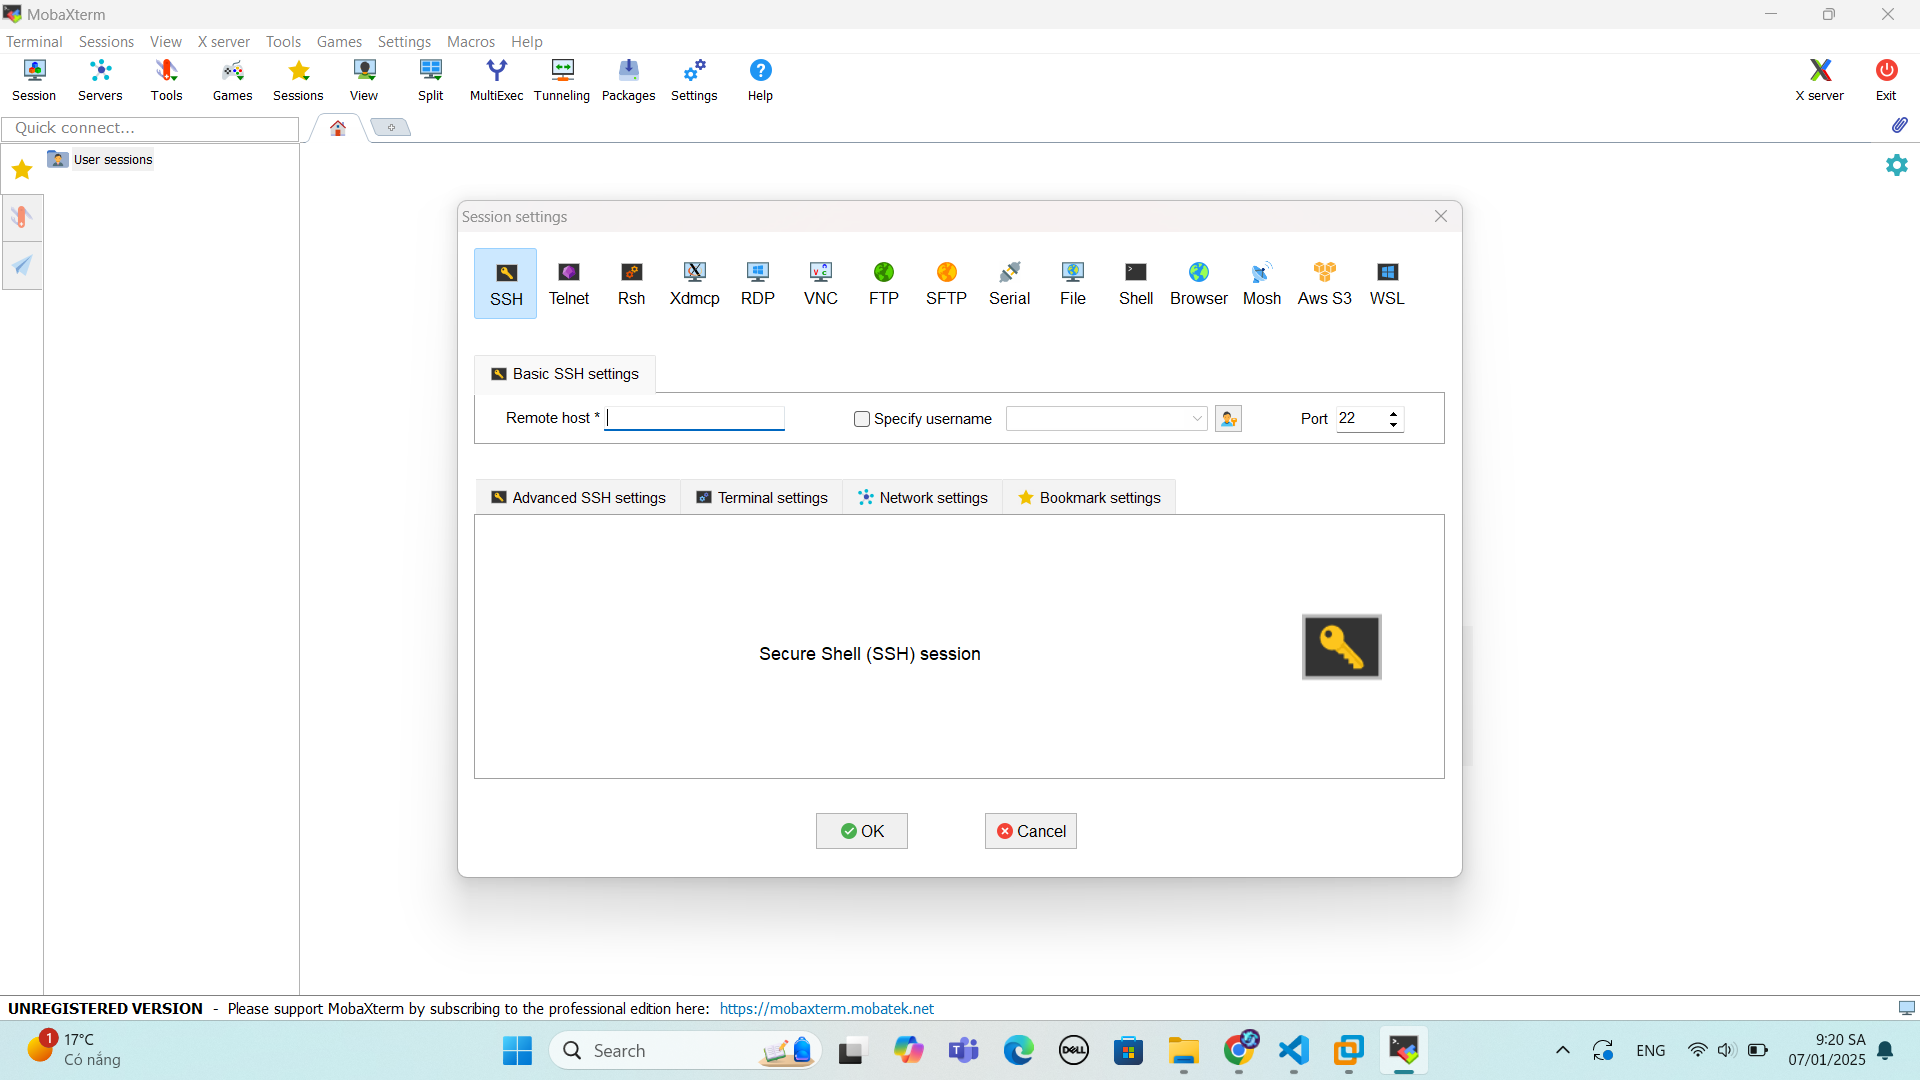 MobaXterm
Terminal Sessions View X server Tools Games Settings Macros Help
Session Servers Tools Games Sessions View Split MultiExec Tunneling Packages Settings Help X server Exit
Quick connect...
User sessions
Session settings
SSH Telnet Rsh Xdmcp RDP VNC FTP SFTP Serial File Shell Browser Mosh Aws S3 WSL
Basic SSH settings
Remote host * Specify username Port 22
Advanced SSH settings Terminal settings Network settings Bookmark settings
Secure Shell (SSH) session
OK Cancel
UNREGISTERED VERSION - Please support MobaXterm by subscribing to the professional edition here: https://mobaxterm.mobatek.net
1 17°C
Có nắng
Search
DELL
ENG
9:20 SA
07/01/2025